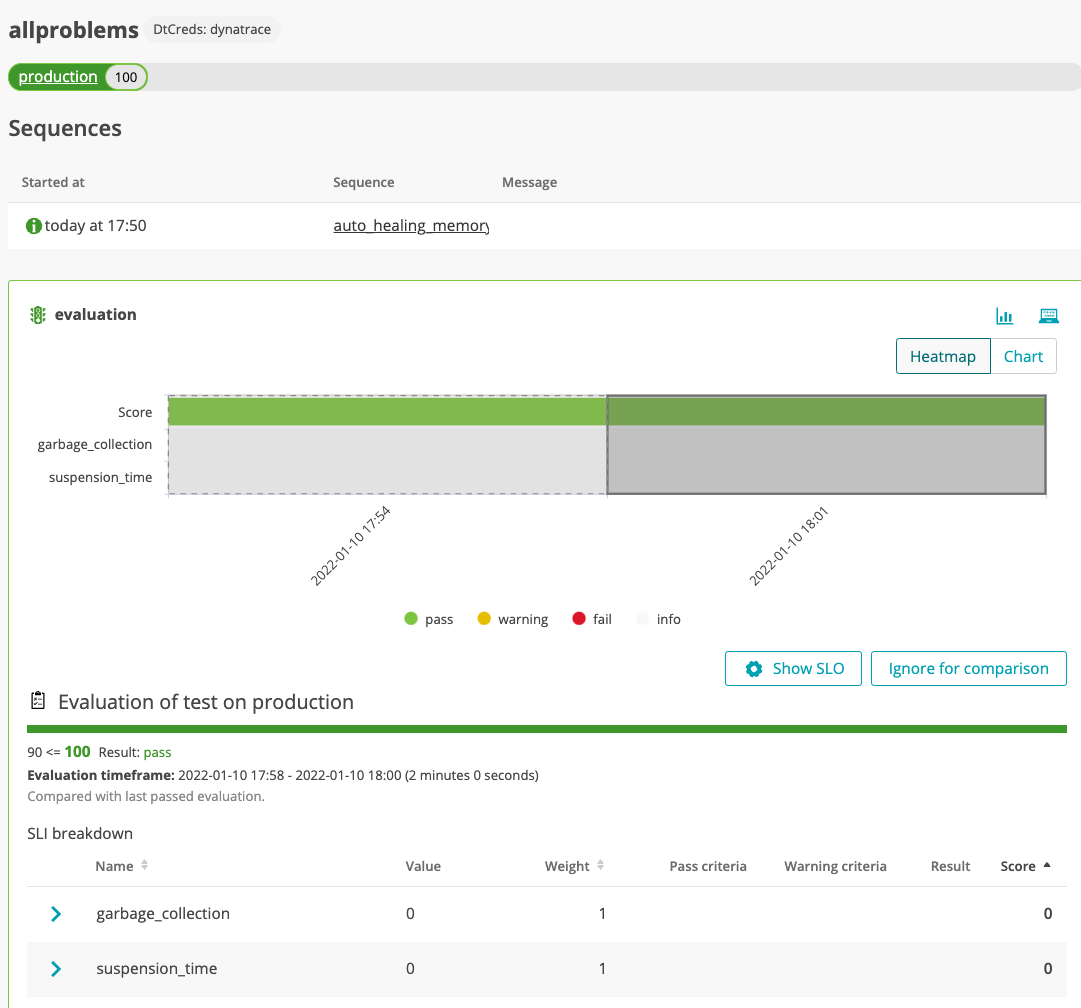 allproblems DtCreds: dynatrace
production 100
Sequences
Started at Sequence Message
today at 17:50 auto_healing_memory
evaluation
Heatmap Chart
Score
garbage_collection
suspension_time
2022-01-10 17:54 2022-01-10 18:01
pass warning fail info
Show SLO Ignore for comparison
Evaluation of test on production
90 <= 100 Result: pass
Evaluation timeframe: 2022-01-10 17:58 - 2022-01-10 18:00 (2 minutes 0 seconds)
Compared with last passed evaluation.
SLI breakdown
Name Value Weight Pass criteria Warning criteria Result Score
garbage_collection 0 1 0
suspension_time 0 1 0